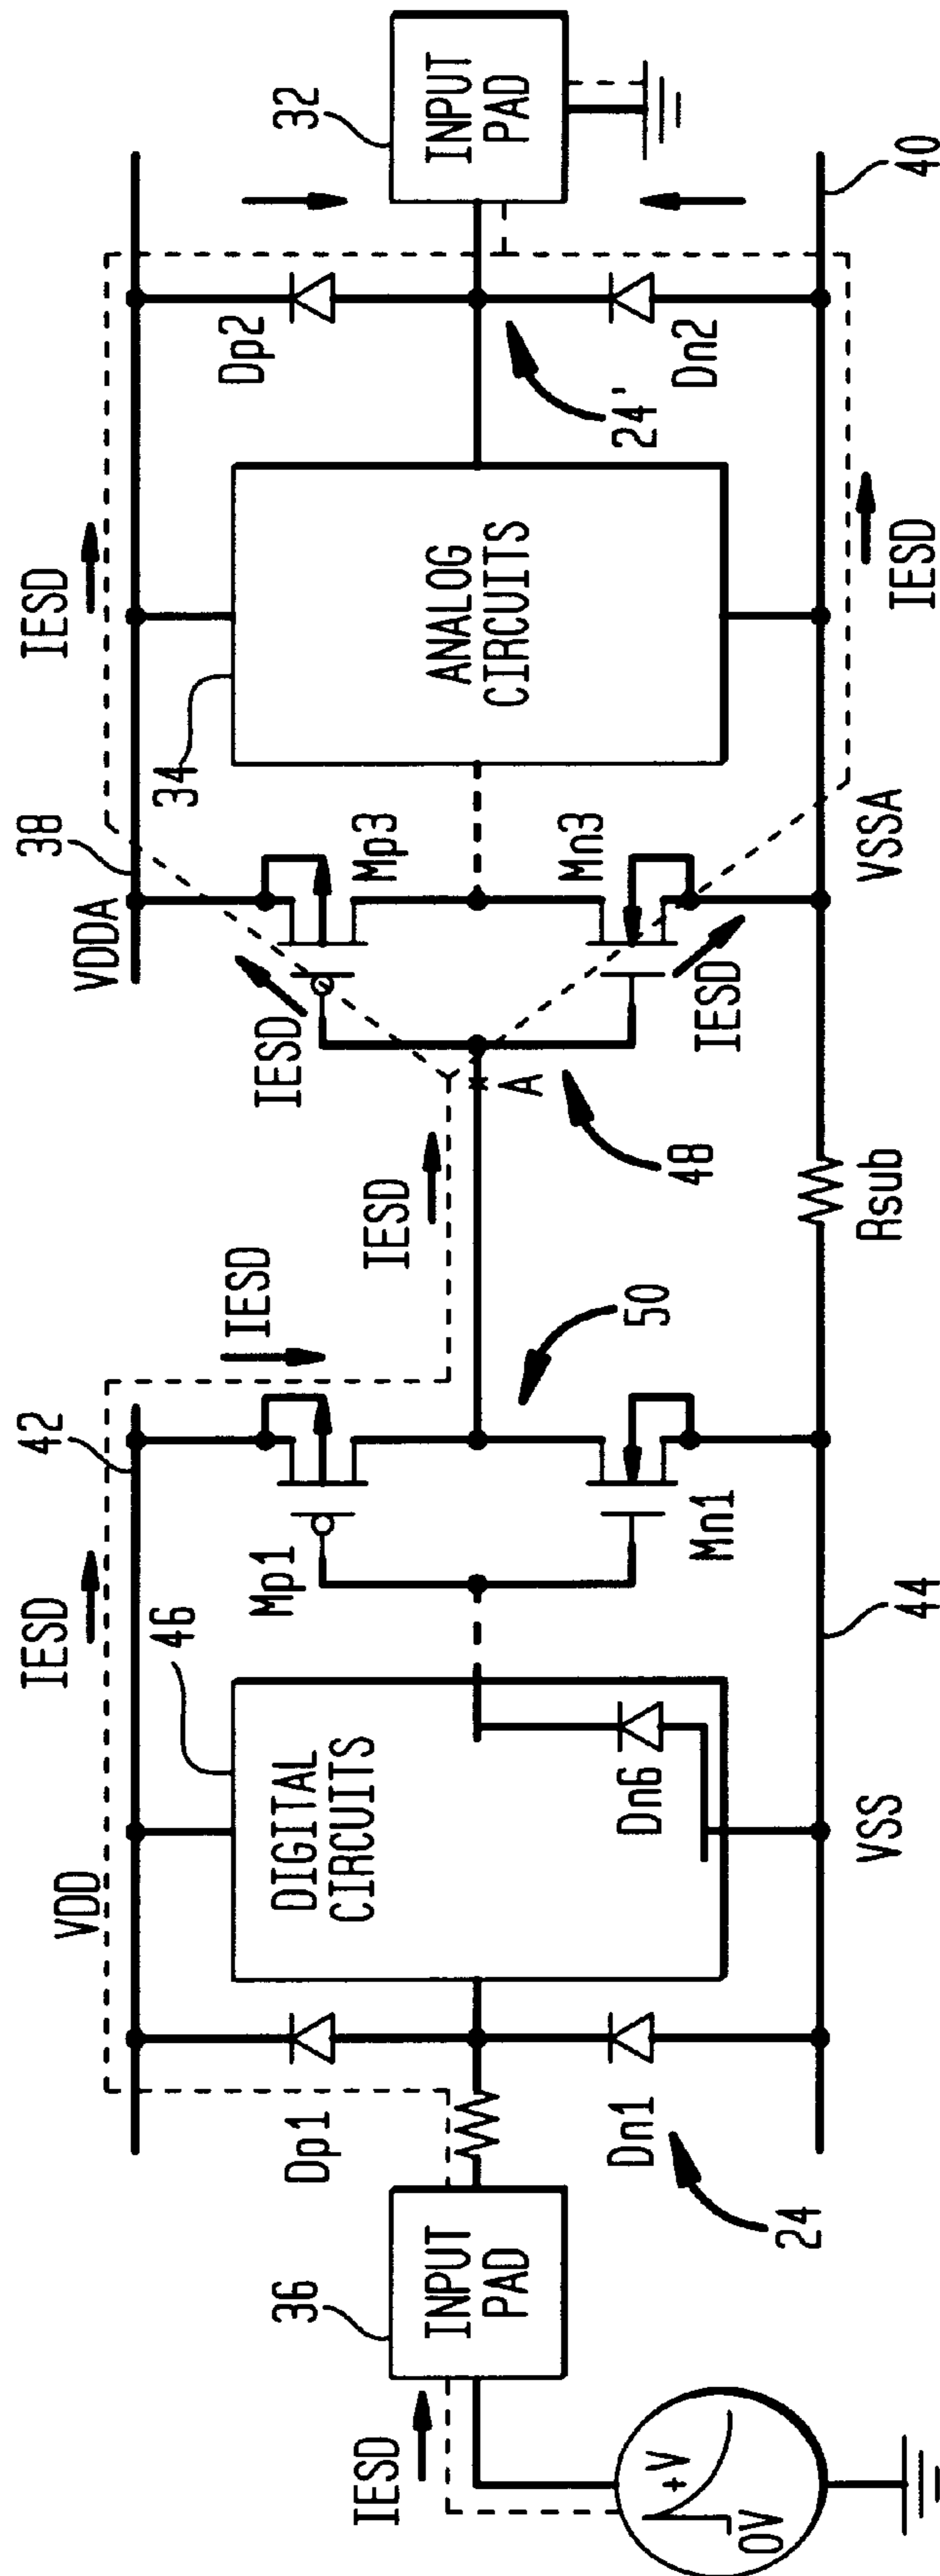 IESD
36
INPUT
PAD
+V
0V
Dp1
Dn1
24
VDD
IESD
46
DIGITAL
CIRCUITS
Dn6
VSS
42
IESD
Mp1
Mn1
44
50
IESD
Rsub
A
48
VDDA
38
IESD
Mp3
Mn3
IESD
VSSA
34
IESD
ANALOG
CIRCUITS
IESD
Dp2
24'
Dn2
32
INPUT
PAD
40